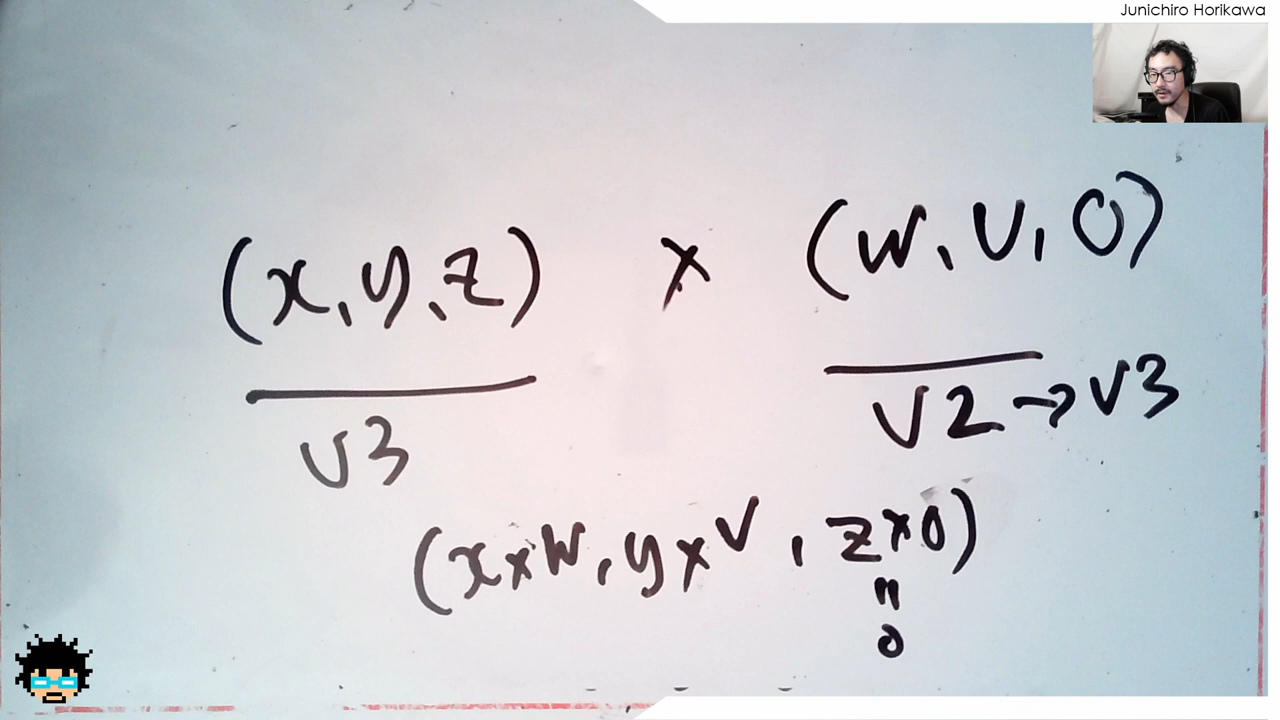 Junichiro Horikawa
(x, y, z) × (w, v, 0)
v3
v2 → v3
(x×w, y×v, z×0)
"
0